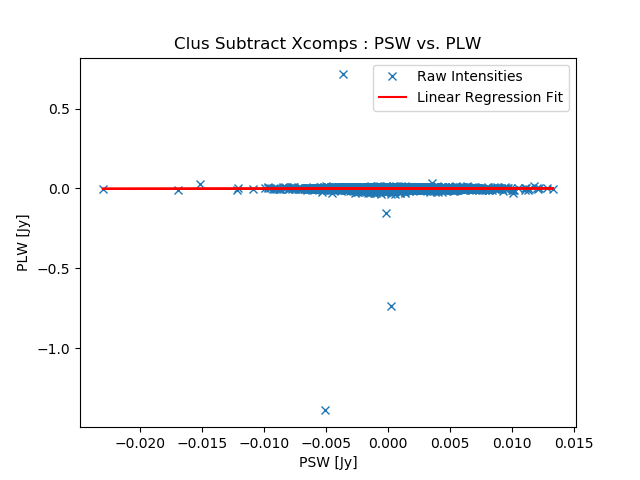 Clus Subtract Xcomps : PSW vs. PLW
Raw Intensities
Linear Regression Fit
0.5
0.0
−0.5
−1.0
PLW [Jy]
−0.020 −0.015 −0.010 −0.005 0.000 0.005 0.010 0.015
PSW [Jy]